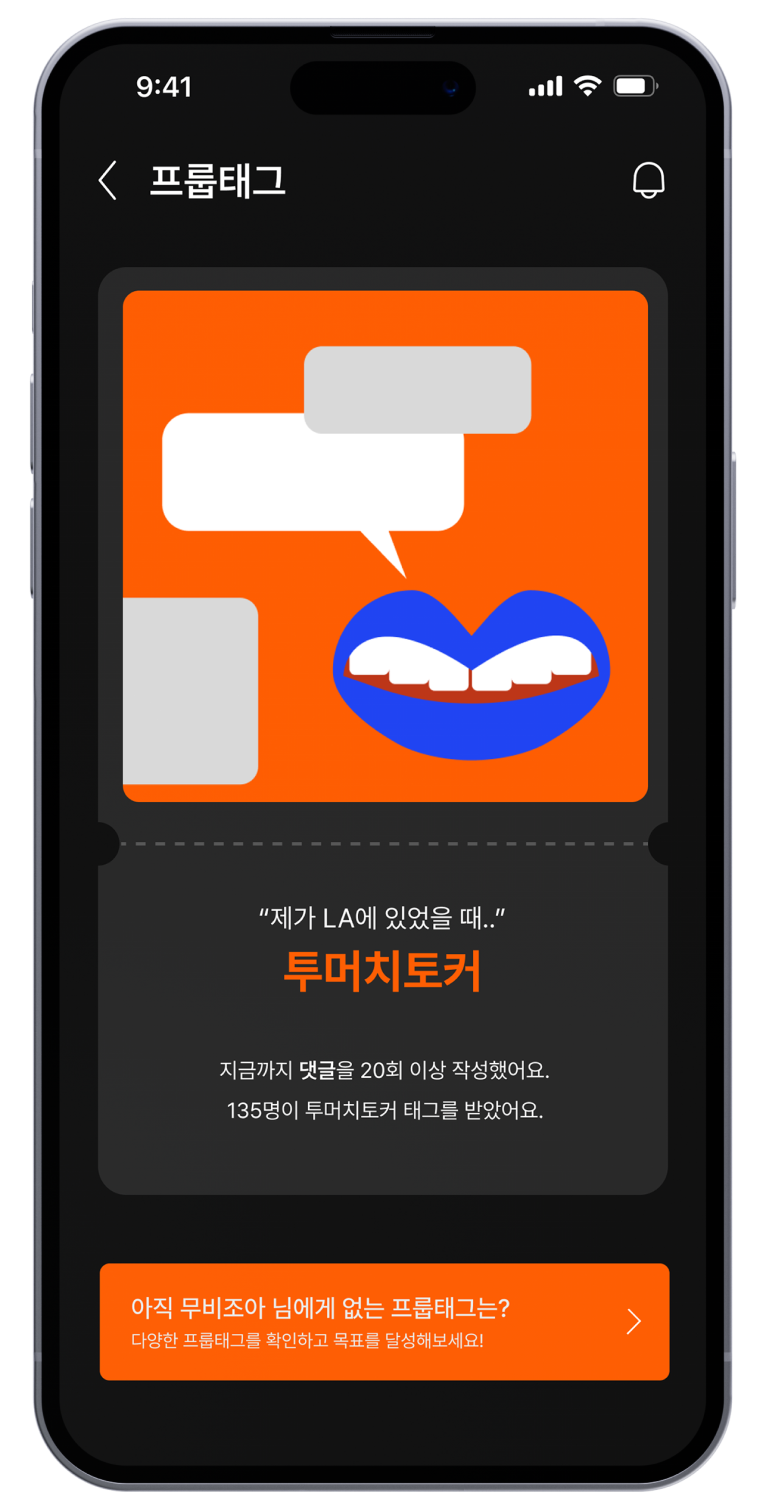 9:41
프룹태그
“제가 LA에 있었을 때..”
투머치토커
지금까지 댓글을 20회 이상 작성했어요.
135명이 투머치토커 태그를 받았어요.
아직 무비조아 님에게 없는 프룹태그는?
다양한 프룹태그를 확인하고 목표를 달성해보세요!